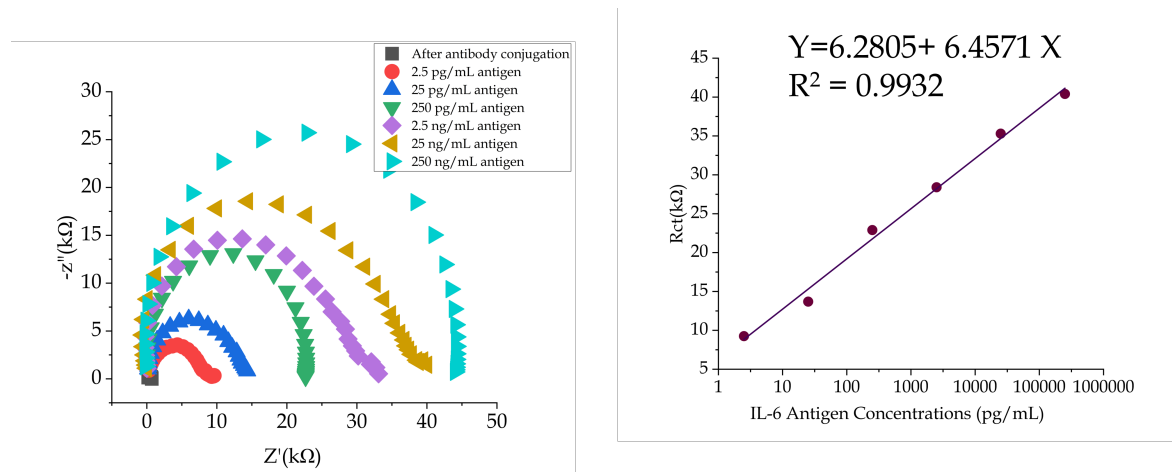 After antibody conjugation
2.5 pg/mL antigen
25 pg/mL antigen
250 pg/mL antigen
2.5 ng/mL antigen
25 ng/mL antigen
250 ng/mL antigen
30
25
20
15
10
5
0
-z"(kΩ)
0 10 20 30 40 50
Z'(kΩ)
Y=6.2805+ 6.4571 X
R² = 0.9932
45
40
35
30
25
20
15
10
5
Rct(kΩ)
1 10 100 1000 10000 100000 1000000
IL-6 Antigen Concentrations (pg/mL)